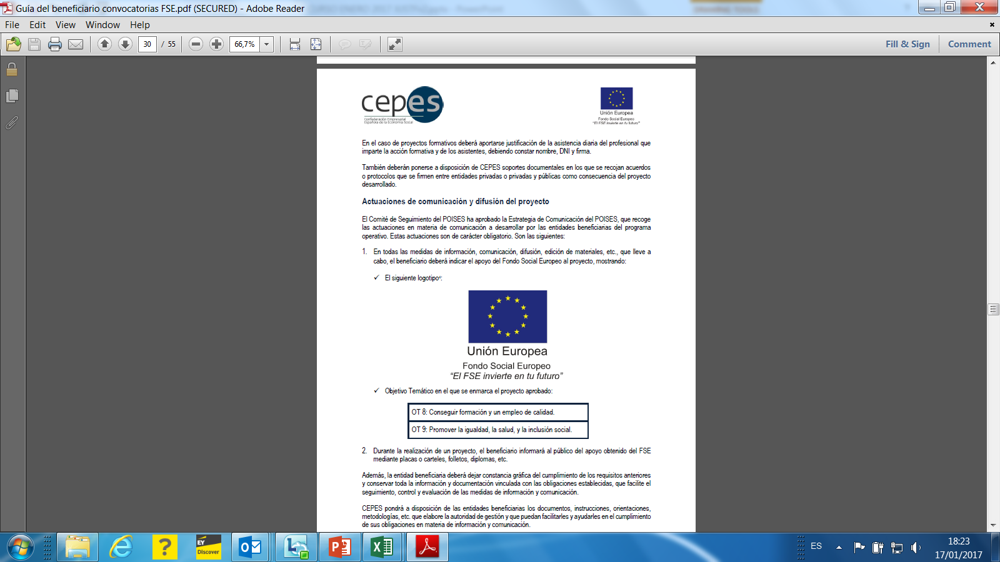 Guía del beneficiario convocatorias FSE.pdf (SECURED) - Adobe Reader
File Edit View Window Help
30 / 55 66,7% Fill & Sign Comment
cepes
Confederación Empresarial
Española de la Economía Social
Unión Europea
Fondo Social Europeo
“El FSE invierte en tu futuro”
En el caso de proyectos formativos deberá aportarse justificación de la asistencia diaria del profesional que
imparte la acción formativa y de los asistentes, debiendo constar nombre, DNI y firma.
También deberán ponerse a disposición de CEPES soportes documentales en los que se recojan acuerdos
o protocolos que se firmen entre entidades privadas o privadas y públicas como consecuencia del proyecto
desarrollado.
Actuaciones de comunicación y difusión del proyecto
El Comité de Seguimiento del POISES ha aprobado la Estrategia de Comunicación del POISES, que recoge
las actuaciones en materia de comunicación a desarrollar por las entidades beneficiarias del programa
operativo. Estas actuaciones son de carácter obligatorio. Son las siguientes:
1. En todas las medidas de información, comunicación, difusión, edición de materiales, etc., que lleve a
cabo, el beneficiario deberá indicar el apoyo del Fondo Social Europeo al proyecto, mostrando:
✓ El siguiente logotipo⁴:
Unión Europea
Fondo Social Europeo
“El FSE invierte en tu futuro”
✓ Objetivo Temático en el que se enmarca el proyecto aprobado:
OT 8: Conseguir formación y un empleo de calidad.
OT 9: Promover la igualdad, la salud, y la inclusión social.
2. Durante la realización de un proyecto, el beneficiario informará al público del apoyo obtenido del FSE
mediante placas o carteles, folletos, diplomas, etc.
Además, la entidad beneficiaria deberá dejar constancia gráfica del cumplimiento de los requisitos anteriores
y conservar toda la información y documentación vinculada con las obligaciones establecidas, que facilite el
seguimiento, control y evaluación de las medidas de información y comunicación.
CEPES pondrá a disposición de las entidades beneficiarias los documentos, instrucciones, orientaciones,
metodologías, etc. que elabore la autoridad de gestión y que puedan facilitarles y ayudarles en el cumplimiento
de sus obligaciones en materia de información y comunicación.
EY
Discover
ES
18:23
17/01/2017